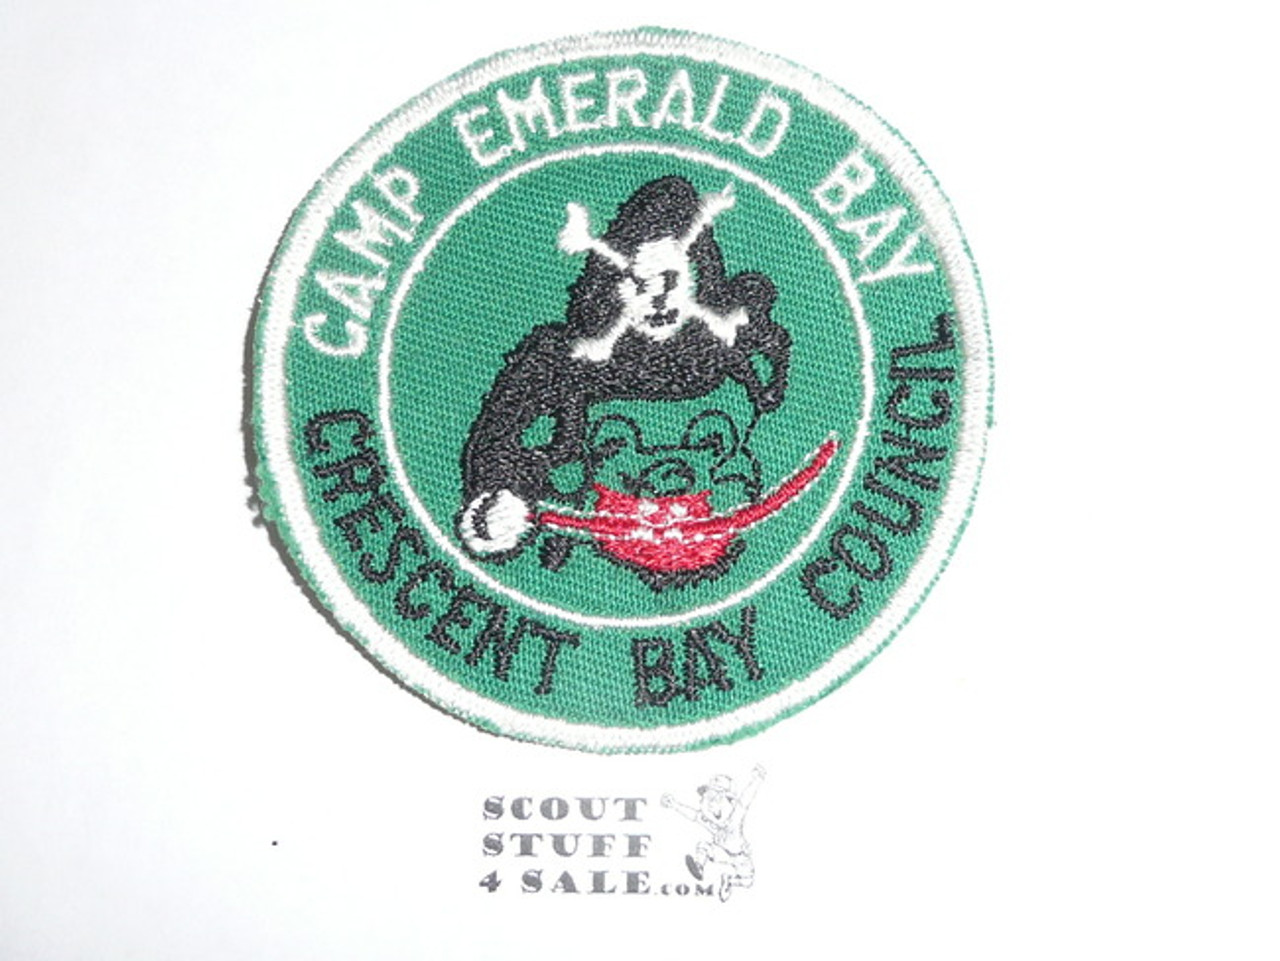 CAMP EMERALD BAY
CRESCENT BAY COUNCIL
SCOUT
STUFF
4 SALE.COM